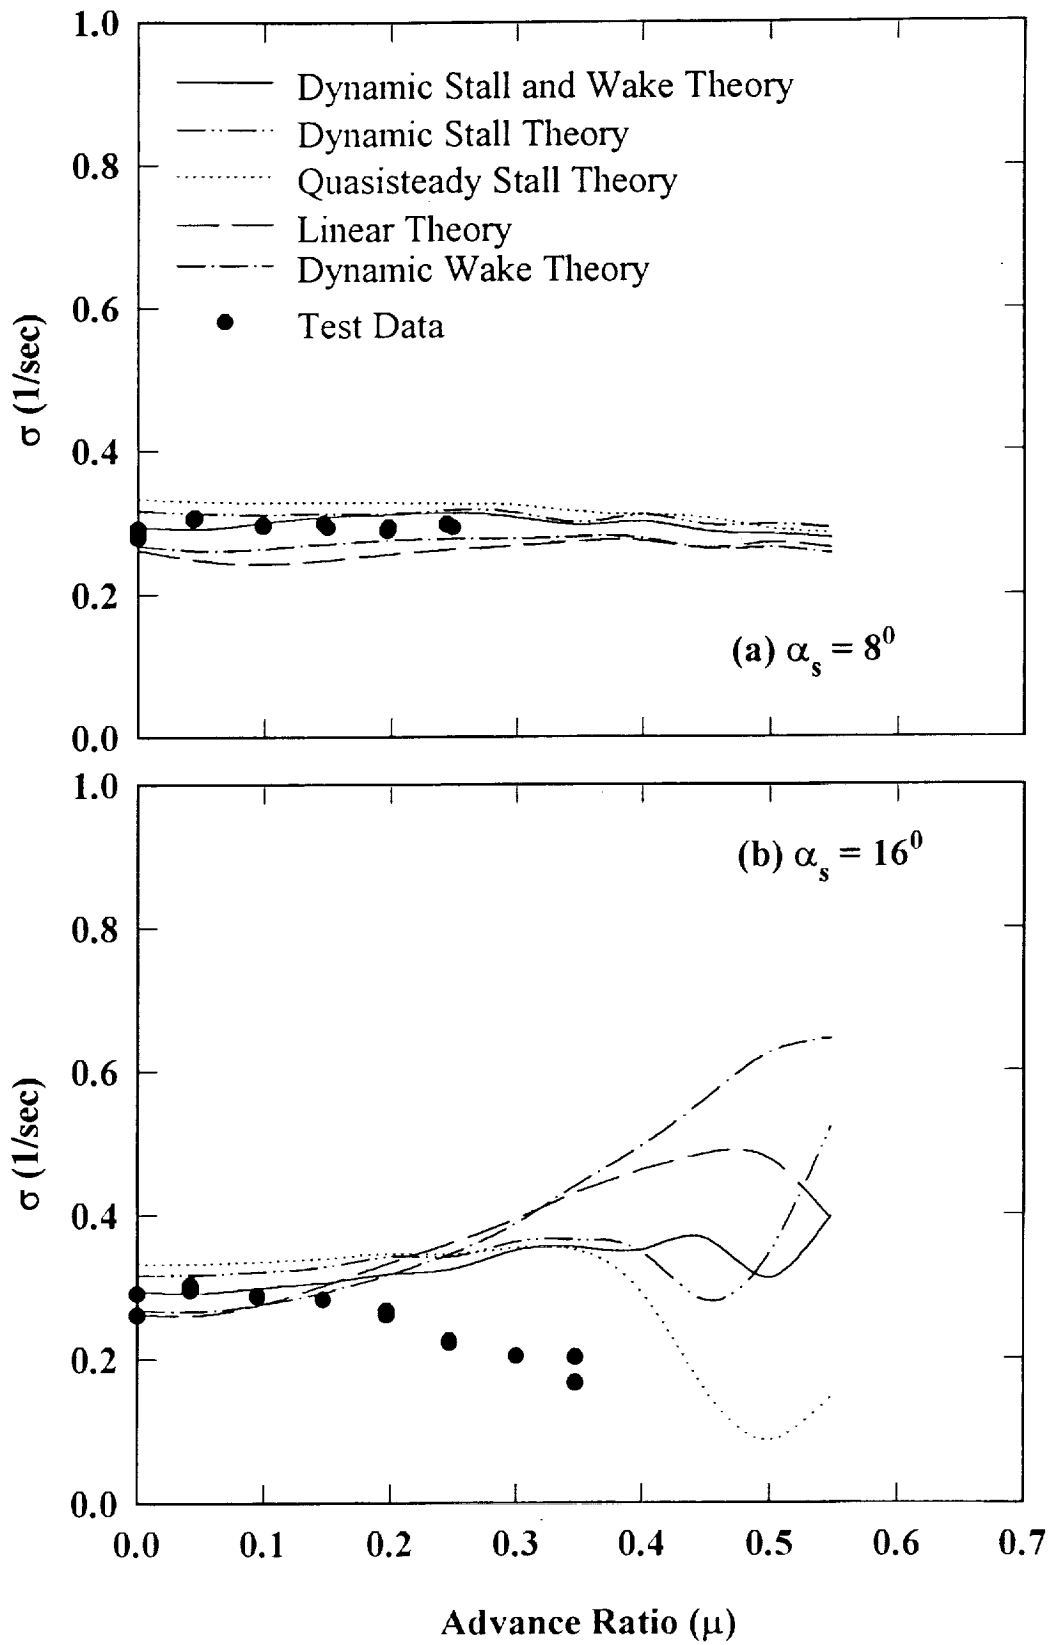 1.0
Dynamic Stall and Wake Theory
Dynamic Stall Theory
0.8
Quasisteady Stall Theory
Linear Theory
Dynamic Wake Theory
0.6
Test Data
σ (1/sec)
0.4
0.2
(a) αs = 8⁰
0.0
1.0
(b) αs = 16⁰
0.8
0.6
σ (1/sec)
0.4
0.2
0.0
0.0 0.1 0.2 0.3 0.4 0.5 0.6 0.7
Advance Ratio (μ)